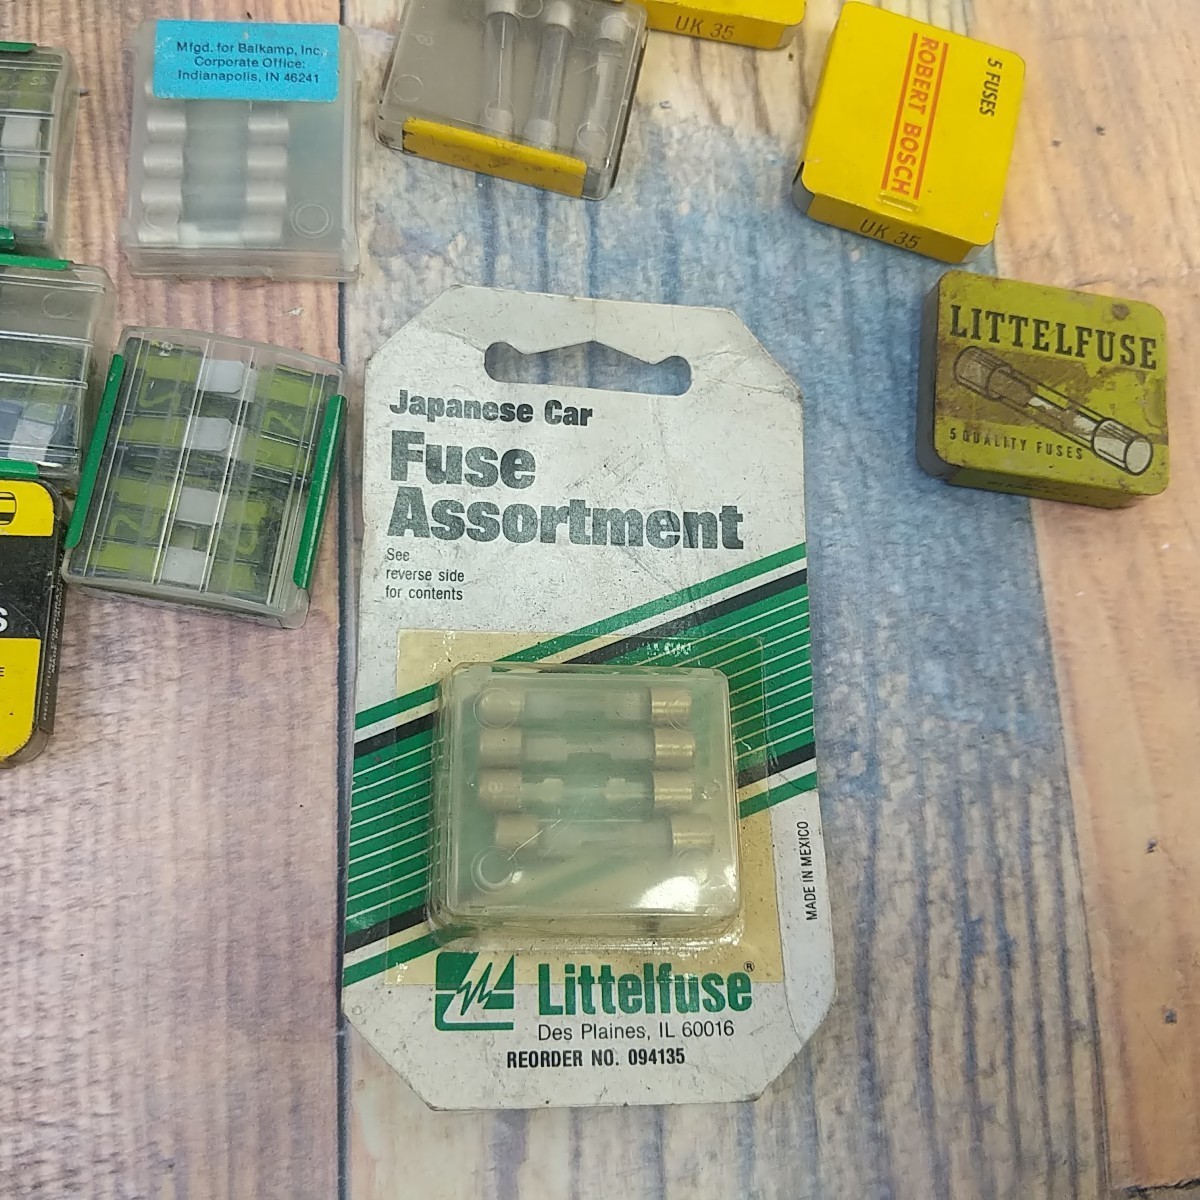 Mfgd. for Balkamp, Inc.
Corporate Office:
Indianapolis, IN 46241
UK 35
5 FUSES
ROBERT BOSCH
UK 35
LITTELFUSE
5 QUALITY FUSES
Japanese Car
Fuse
Assortment
See
reverse side
for contents
MADE IN MEXICO
Littelfuse®
Des Plaines, IL 60016
REORDER NO. 094135
S
E